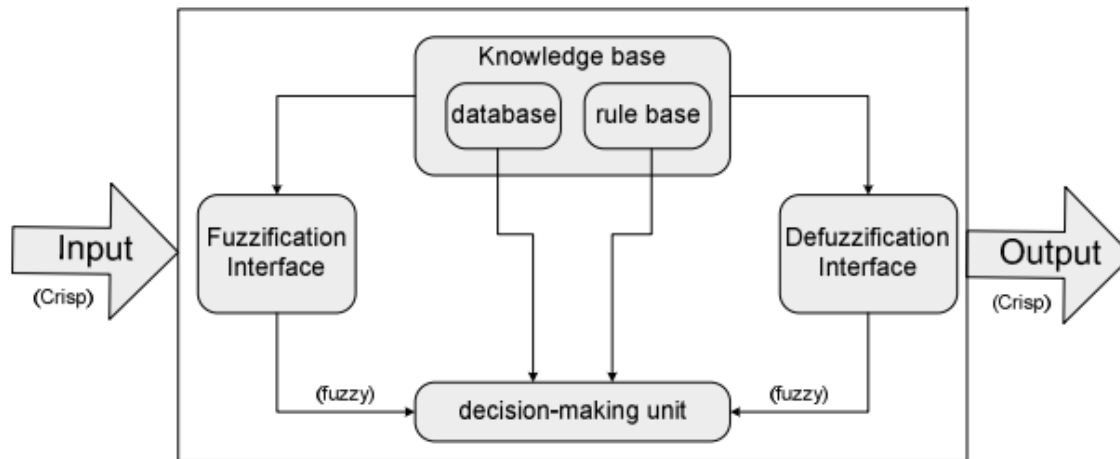 Knowledge base
database
rule base
Input
(Crisp)
Fuzzification
Interface
Defuzzification
Interface
Output
(Crisp)
(fuzzy)
decision-making unit
(fuzzy)